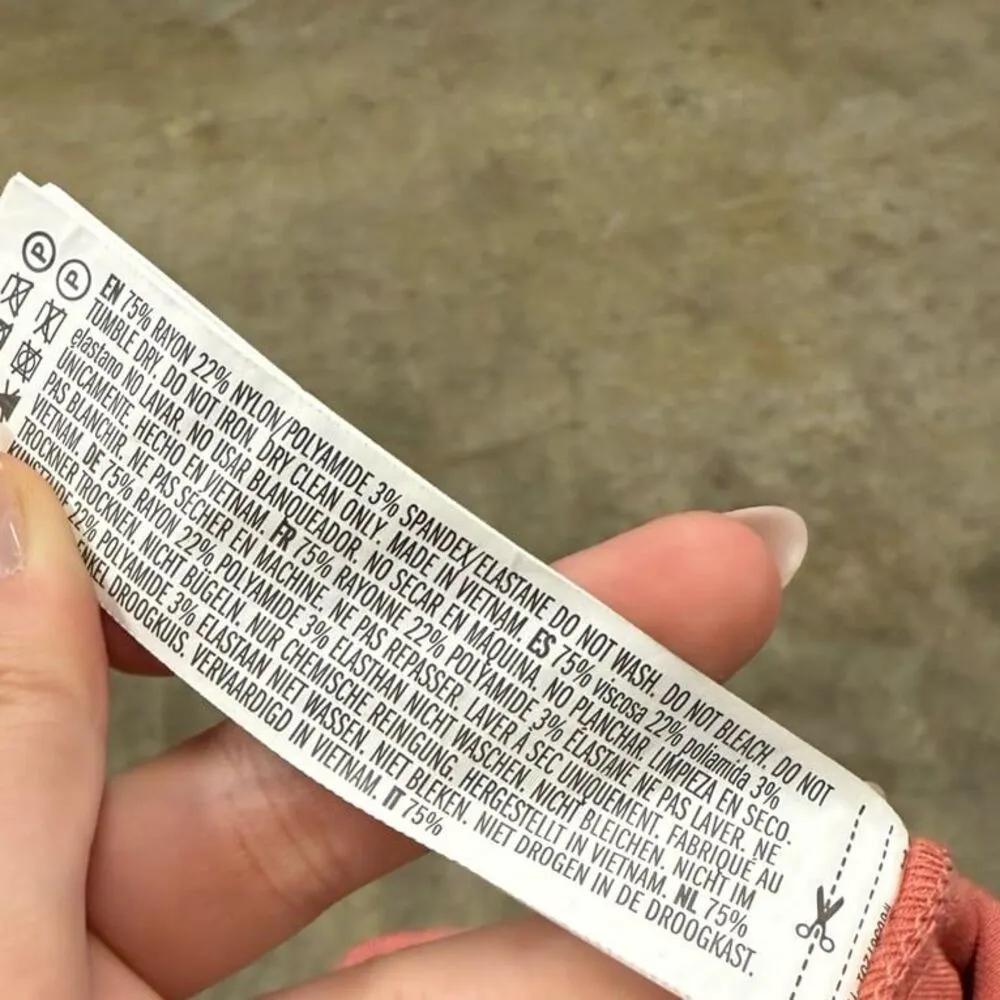 P
P
EN 75% RAYON 22% NYLON/POLYAMIDE 3% SPANDEX/ELASTANE DO NOT WASH. DO NOT BLEACH. DO NOT
TUMBLE DRY. DO NOT IRON. DRY CLEAN ONLY. MADE IN VIETNAM. ES 75% viscosa 22% poliamida 3%
elastano NO LAVAR. NO USAR BLANQUEADOR. NO SECAR EN MAQUINA. NO PLANCHAR. LIMPIEZA EN SECO.
ÚNICAMENTE. HECHO EN VIETNAM. FR 75% RAYONNE 22% POLYAMIDE 3% ÉLASTANE. NE PAS LAVER. NE
PAS BLANCHIR. NE PAS SÉCHER EN MACHINE. NE PAS REPASSER. LAVER À SEC UNIQUEMENT. FABRIQUÉ AU
VIETNAM. DE 75% RAYON 22% POLYAMIDE 3% ELASTHAN NICHT WASCHEN. NICHT BLEICHEN. NICHT IM
TROCKNER TROCKNEN. NICHT BÜGELN. NUR CHEMISCHE REINIGUNG. HERGESTELLT IN VIETNAM. NL 75%
22% POLYAMIDE 3% ELASTAAN NIET WASSEN. NIET BLEKEN. NIET DROGEN IN DE DROOGKAST.
DROOGKUIS. VERVAARDIGD IN VIETNAM. IT 75%